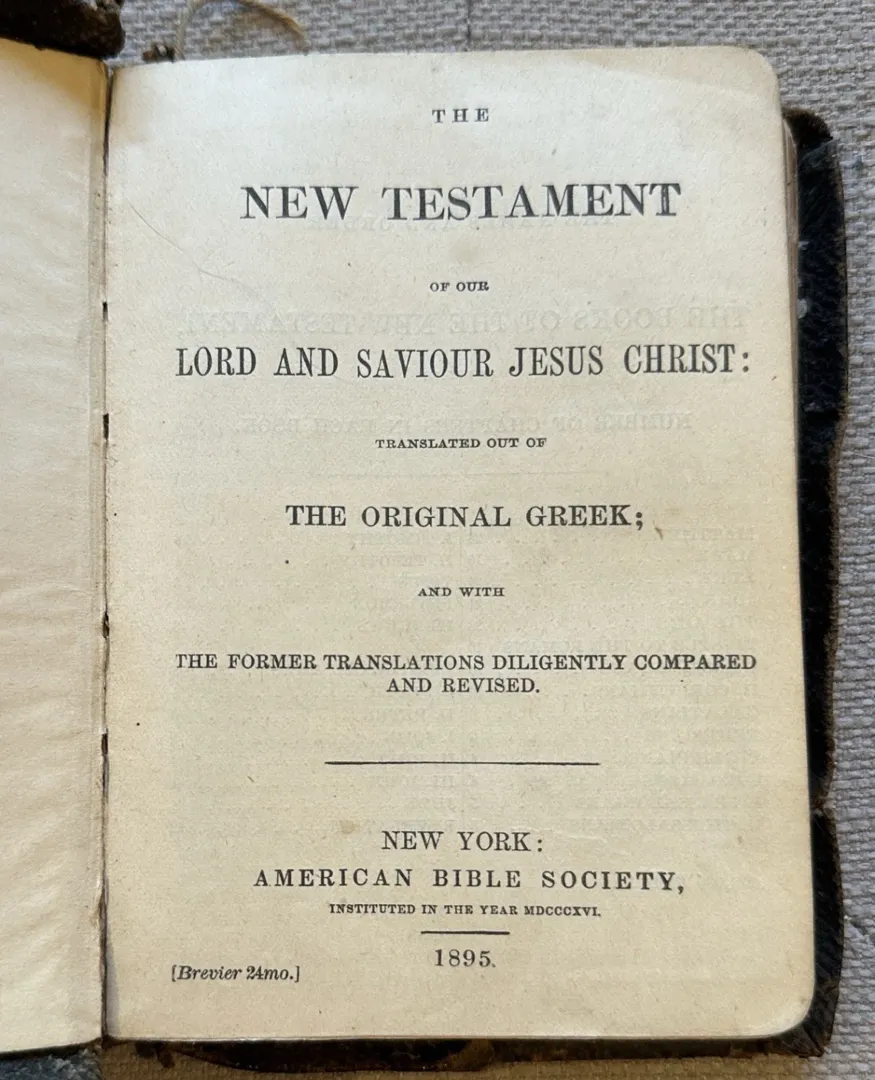 THE
NEW TESTAMENT
OF OUR
LORD AND SAVIOUR JESUS CHRIST:
TRANSLATED OUT OF
THE ORIGINAL GREEK;
AND WITH
THE FORMER TRANSLATIONS DILIGENTLY COMPARED
AND REVISED.
NEW YORK:
AMERICAN BIBLE SOCIETY,
INSTITUTED IN THE YEAR MDCCCXVI.
1895.
[Brevier 24mo.]